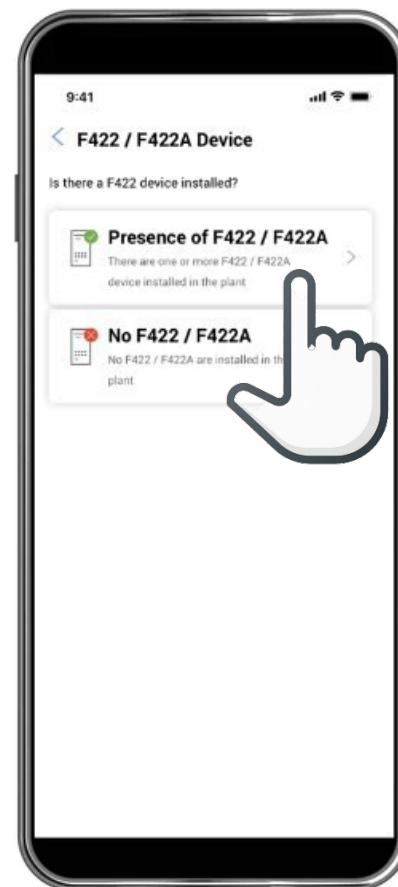 9:41
F422 / F422A Device
Is there a F422 device installed?
Presence of F422 / F422A
There are one or more F422 / F422A
device installed in the plant
No F422 / F422A
No F422 / F422A are installed in
plant